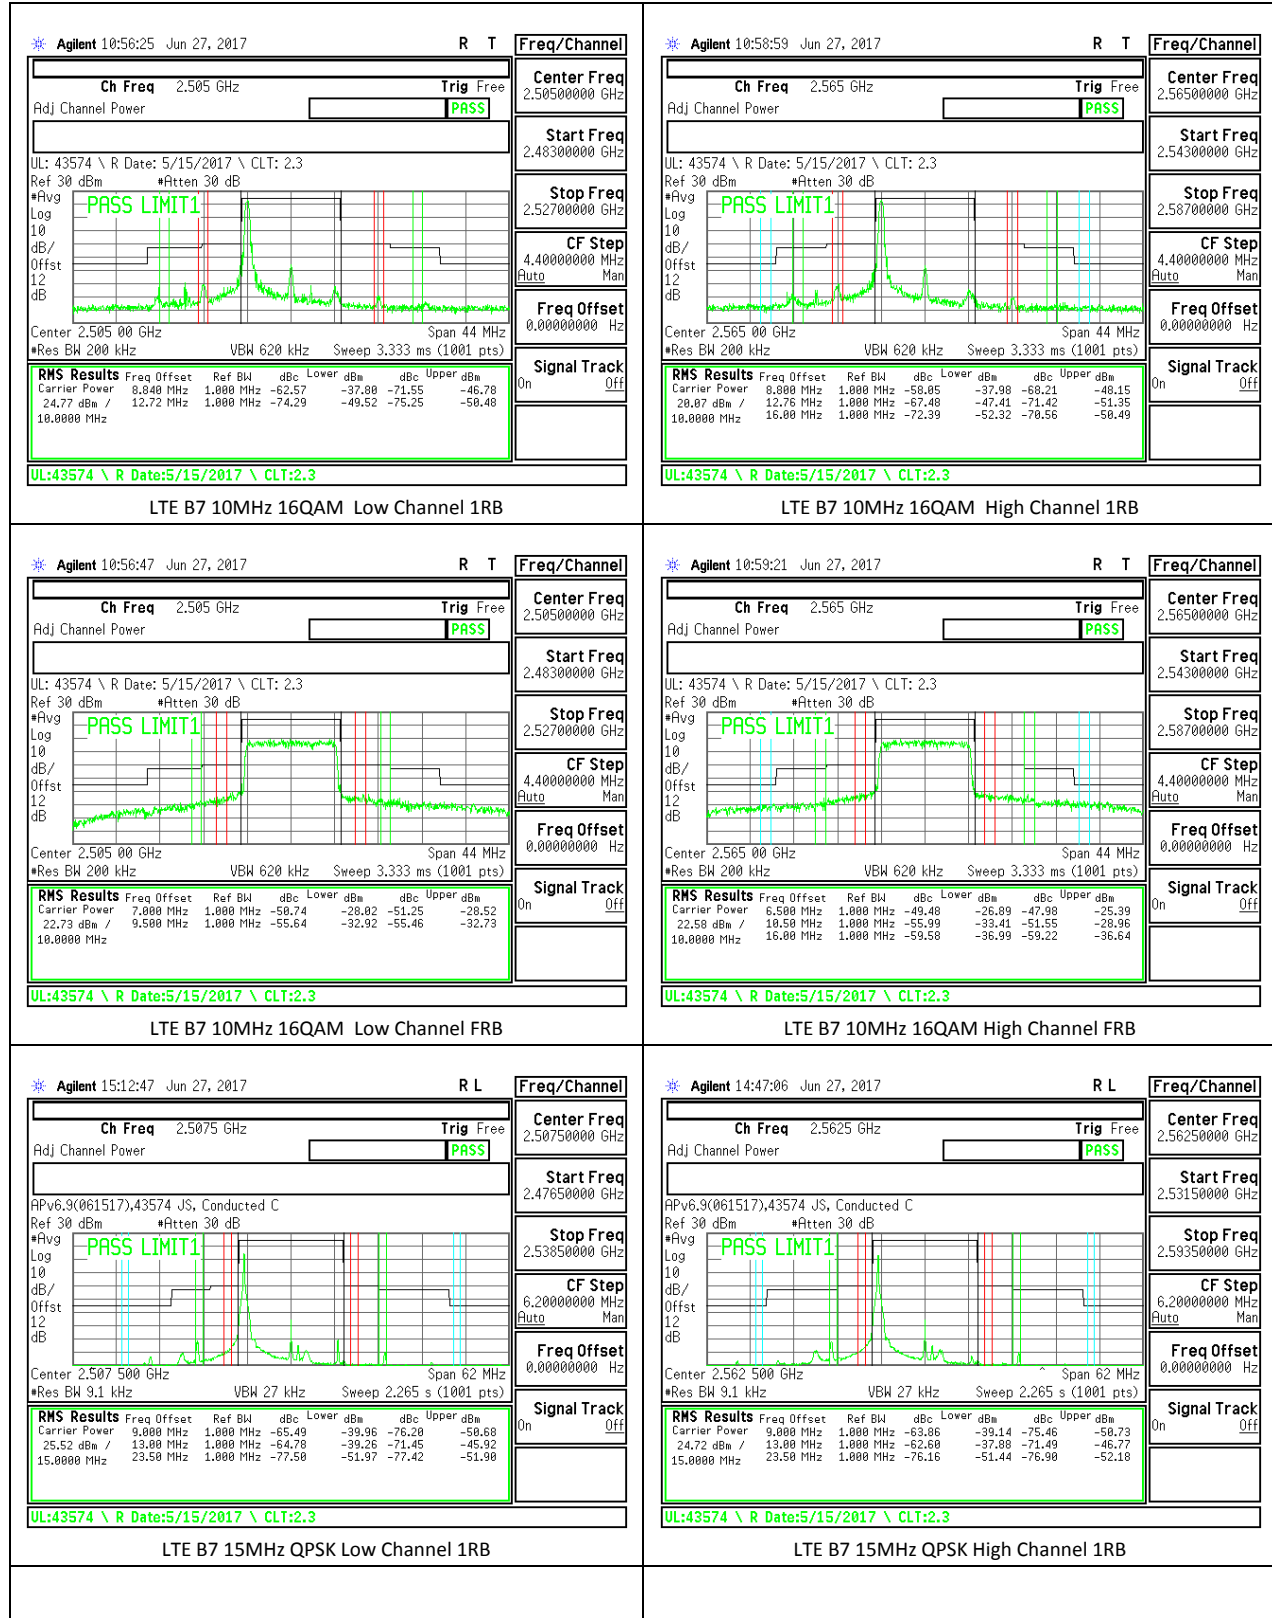 Agilent 10:56:25 Jun 27, 2017 R T Freq/Channel
Ch Freq 2.505 GHz Trig Free
Adj Channel Power PASS
Center Freq
2.50500000 GHz
Start Freq
2.48300000 GHz
Stop Freq
2.52700000 GHz
CF Step
4.40000000 MHz
Auto Man
Freq Offset
0.00000000 Hz
Signal Track
On Off
UL: 43574 \ R Date: 5/15/2017 \ CLT: 2.3
Ref 30 dBm #Atten 30 dB
#Avg
Log
10
dB/
Offst
12
dB
PASS LIMIT1
Center 2.505 00 GHz Span 44 MHz
#Res BW 200 kHz VBW 620 kHz Sweep 3.333 ms (1001 pts)
RMS Results Freq Offset Ref BW dBc Lower dBm dBc Upper dBm
Carrier Power 8.840 MHz 1.000 MHz -62.57 -37.80 -71.55 -46.78
24.77 dBm / 12.72 MHz 1.000 MHz -74.29 -49.52 -75.25 -50.48
10.0000 MHz
UL:43574 \ R Date:5/15/2017 \ CLT:2.3
LTE B7 10MHz 16QAM Low Channel 1RB
Agilent 10:58:59 Jun 27, 2017 R T Freq/Channel
Ch Freq 2.565 GHz Trig Free
Adj Channel Power PASS
Center Freq
2.56500000 GHz
Start Freq
2.54300000 GHz
Stop Freq
2.58700000 GHz
CF Step
4.40000000 MHz
Auto Man
Freq Offset
0.00000000 Hz
Signal Track
On Off
UL: 43574 \ R Date: 5/15/2017 \ CLT: 2.3
Ref 30 dBm #Atten 30 dB
#Avg
Log
10
dB/
Offst
12
dB
PASS LIMIT1
Center 2.565 00 GHz Span 44 MHz
#Res BW 200 kHz VBW 620 kHz Sweep 3.333 ms (1001 pts)
RMS Results Freq Offset Ref BW dBc Lower dBm dBc Upper dBm
Carrier Power 8.800 MHz 1.000 MHz -58.05 -37.98 -68.21 -48.15
20.07 dBm / 12.76 MHz 1.000 MHz -67.48 -47.41 -71.42 -51.35
10.0000 MHz 16.00 MHz 1.000 MHz -72.39 -52.32 -70.56 -50.49
UL:43574 \ R Date:5/15/2017 \ CLT:2.3
LTE B7 10MHz 16QAM High Channel 1RB
Agilent 10:56:47 Jun 27, 2017 R T Freq/Channel
Ch Freq 2.505 GHz Trig Free
Adj Channel Power PASS
Center Freq
2.50500000 GHz
Start Freq
2.48300000 GHz
Stop Freq
2.52700000 GHz
CF Step
4.40000000 MHz
Auto Man
Freq Offset
0.00000000 Hz
Signal Track
On Off
UL: 43574 \ R Date: 5/15/2017 \ CLT: 2.3
Ref 30 dBm #Atten 30 dB
#Avg
Log
10
dB/
Offst
12
dB
PASS LIMIT1
Center 2.505 00 GHz Span 44 MHz
#Res BW 200 kHz VBW 620 kHz Sweep 3.333 ms (1001 pts)
RMS Results Freq Offset Ref BW dBc Lower dBm dBc Upper dBm
Carrier Power 7.000 MHz 1.000 MHz -50.74 -28.02 -51.25 -28.52
22.73 dBm / 9.500 MHz 1.000 MHz -55.64 -32.92 -55.46 -32.73
10.0000 MHz
UL:43574 \ R Date:5/15/2017 \ CLT:2.3
LTE B7 10MHz 16QAM Low Channel FRB
Agilent 10:59:21 Jun 27, 2017 R T Freq/Channel
Ch Freq 2.565 GHz Trig Free
Adj Channel Power PASS
Center Freq
2.56500000 GHz
Start Freq
2.54300000 GHz
Stop Freq
2.58700000 GHz
CF Step
4.40000000 MHz
Auto Man
Freq Offset
0.00000000 Hz
Signal Track
On Off
UL: 43574 \ R Date: 5/15/2017 \ CLT: 2.3
Ref 30 dBm #Atten 30 dB
#Avg
Log
10
dB/
Offst
12
dB
PASS LIMIT1
Center 2.565 00 GHz Span 44 MHz
#Res BW 200 kHz VBW 620 kHz Sweep 3.333 ms (1001 pts)
RMS Results Freq Offset Ref BW dBc Lower dBm dBc Upper dBm
Carrier Power 6.500 MHz 1.000 MHz -49.48 -26.89 -47.98 -25.39
22.58 dBm / 10.50 MHz 1.000 MHz -55.99 -33.41 -51.55 -28.96
10.0000 MHz 16.00 MHz 1.000 MHz -59.58 -36.99 -59.22 -36.64
UL:43574 \ R Date:5/15/2017 \ CLT:2.3
LTE B7 10MHz 16QAM High Channel FRB
Agilent 15:12:47 Jun 27, 2017 R L Freq/Channel
Ch Freq 2.5075 GHz Trig Free
Adj Channel Power PASS
Center Freq
2.50750000 GHz
Start Freq
2.47650000 GHz
Stop Freq
2.53850000 GHz
CF Step
6.20000000 MHz
Auto Man
Freq Offset
0.00000000 Hz
Signal Track
On Off
APv6.9(061517),43574 JS, Conducted C
Ref 30 dBm #Atten 30 dB
#Avg
Log
10
dB/
Offst
12
dB
PASS LIMIT1
Center 2.507 500 GHz Span 62 MHz
#Res BW 9.1 kHz VBW 27 kHz Sweep 2.265 s (1001 pts)
RMS Results Freq Offset Ref BW dBc Lower dBm dBc Upper dBm
Carrier Power 9.000 MHz 1.000 MHz -65.49 -39.96 -76.20 -50.68
25.52 dBm / 13.00 MHz 1.000 MHz -64.78 -39.26 -71.45 -45.92
15.0000 MHz 23.50 MHz 1.000 MHz -77.50 -51.97 -77.42 -51.90
UL:43574 \ R Date:5/15/2017 \ CLT:2.3
LTE B7 15MHz QPSK Low Channel 1RB
Agilent 14:47:06 Jun 27, 2017 R L Freq/Channel
Ch Freq 2.5625 GHz Trig Free
Adj Channel Power PASS
Center Freq
2.56250000 GHz
Start Freq
2.53150000 GHz
Stop Freq
2.59350000 GHz
CF Step
6.20000000 MHz
Auto Man
Freq Offset
0.00000000 Hz
Signal Track
On Off
APv6.9(061517),43574 JS, Conducted C
Ref 30 dBm #Atten 30 dB
#Avg
Log
10
dB/
Offst
12
dB
PASS LIMIT1
Center 2.562 500 GHz Span 62 MHz
#Res BW 9.1 kHz VBW 27 kHz Sweep 2.265 s (1001 pts)
RMS Results Freq Offset Ref BW dBc Lower dBm dBc Upper dBm
Carrier Power 9.000 MHz 1.000 MHz -63.86 -39.14 -75.46 -50.73
24.72 dBm / 13.00 MHz 1.000 MHz -62.60 -37.88 -71.49 -46.77
15.0000 MHz 23.50 MHz 1.000 MHz -76.16 -51.44 -76.90 -52.18
UL:43574 \ R Date:5/15/2017 \ CLT:2.3
LTE B7 15MHz QPSK High Channel 1RB